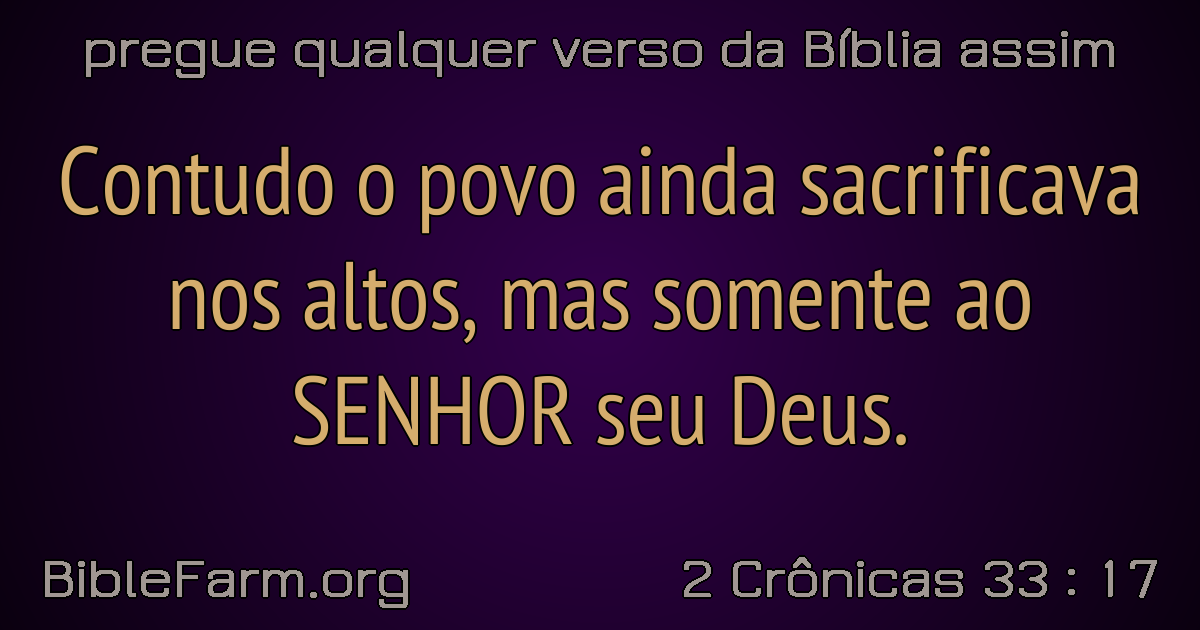 pregue qualquer verso da Bíblia assim
Contudo o povo ainda sacrificava
nos altos, mas somente ao
SENHOR seu Deus.
BibleFarm.org
2 Crônicas 33 : 17